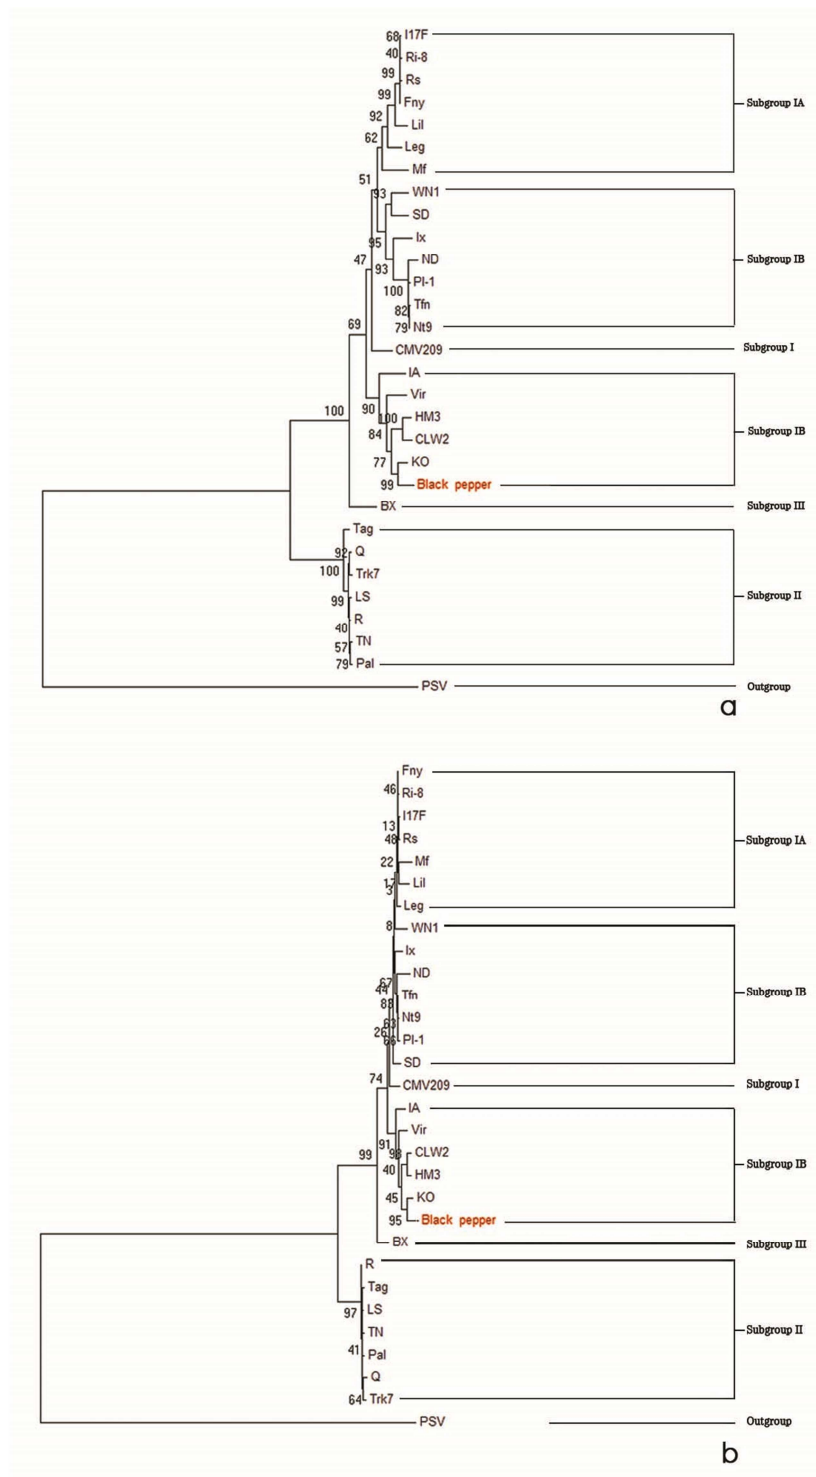 68 I17F
40 Ri-8
99 Rs
99 Fny Subgroup IA
92 Lil
62 Leg
Mf
51
93 WN1
SD
95 Ix
47 93 ND Subgroup IB
100 PI-1
82 Tfn
79 Nt9
69
CMV209 Subgroup I
IA
90 Vir
100 100 HM3
84 CLW2 Subgroup IB
77 KO
99 Black pepper
BX Subgroup III
Tag
92 Q
100 Trk7
99 LS Subgroup II
40 R
57 TN
79 Pal
PSV Outgroup
a
Fny
46 Ri-8
I17F
13
48 Rs Subgroup IA
22 Mf
17 Lil
3
Leg
8 WN1
Ix
67 ND
44
83 Tfn Subgroup IB
63 Nt9
26
66 PI-1
SD
74 CMV209 Subgroup I
IA
Vir
91
99 98 CLW2 Subgroup IB
40 HM3
45 KO
95 Black pepper
BX Subgroup III
R
Tag
97 LS
TN Subgroup II
41 Pal
Q
64 Trk7
PSV Outgroup
b